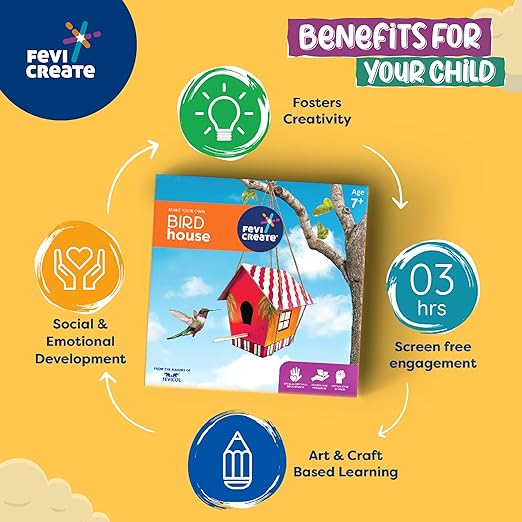 FEVI
CREATE
BENEFITS FOR
YOUR CHILD
Fosters
Creativity
MAKE YOUR OWN
BIRD
house
FEVI
CREATE
Age
7+
03
hrs
Social &
Emotional
Development
Screen free
engagement
FROM THE MAKERS OF
FEVICOL
Art & Craft
Based Learning